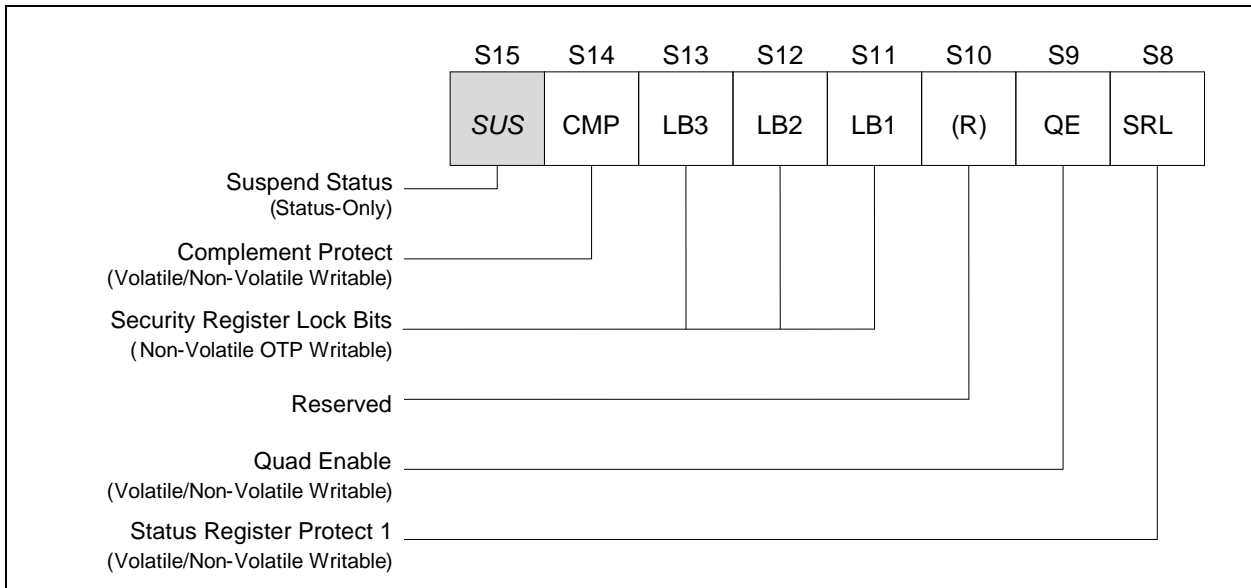 S15 S14 S13 S12 S11 S10 S9 S8
SUS CMP LB3 LB2 LB1 (R) QE SRL
Suspend Status
(Status-Only)
Complement Protect
(Volatile/Non-Volatile Writable)
Security Register Lock Bits
(Non-Volatile OTP Writable)
Reserved
Quad Enable
(Volatile/Non-Volatile Writable)
Status Register Protect 1
(Volatile/Non-Volatile Writable)